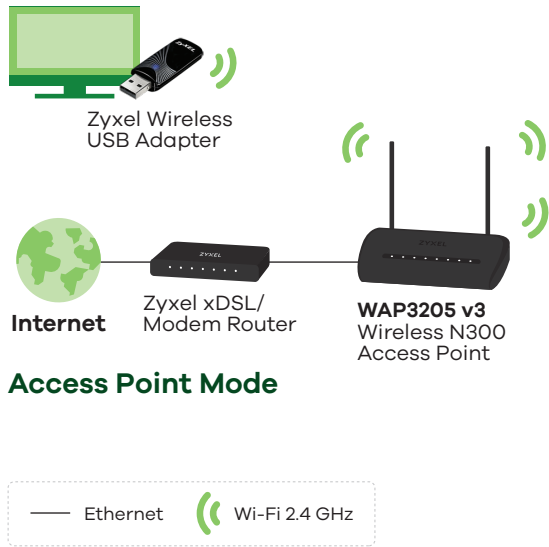 ZyXEL
Zyxel Wireless
USB Adapter
ZYXEL
ZYXEL
Internet
Zyxel xDSL/
Modem Router
WAP3205 v3
Wireless N300
Access Point
Access Point Mode
Ethernet
Wi-Fi 2.4 GHz